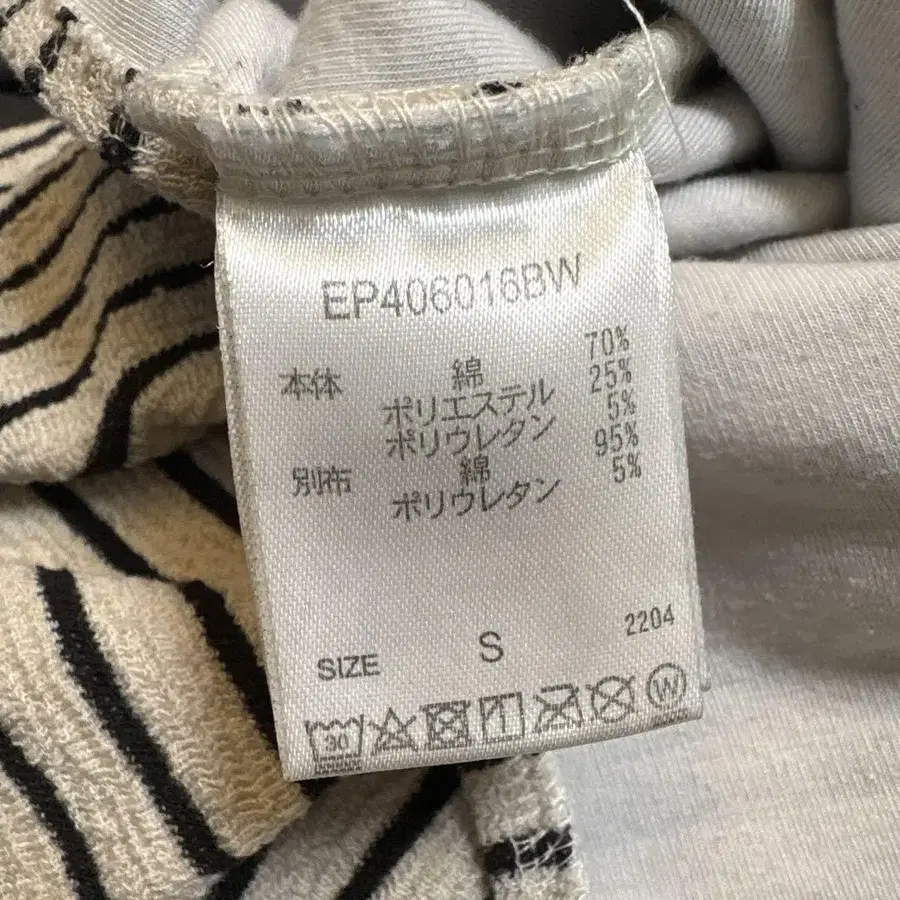 EP406016BW
本体 綿 70%
ポリエステル 25%
ポリウレタン 5%
別布 綿 95%
ポリウレタン 5%
2204
SIZE S
30 W